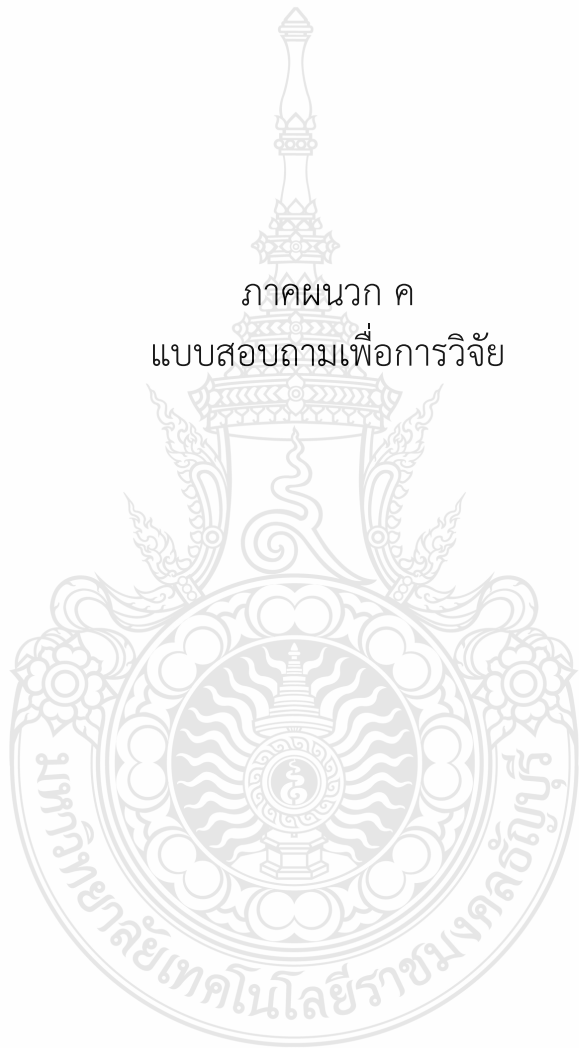 ภาคผนวก ค
แบบสอบถามเพื่อการวิจัย
มหาวิทยาลัยเทคโนโลยีราชมงคลธัญบุรี